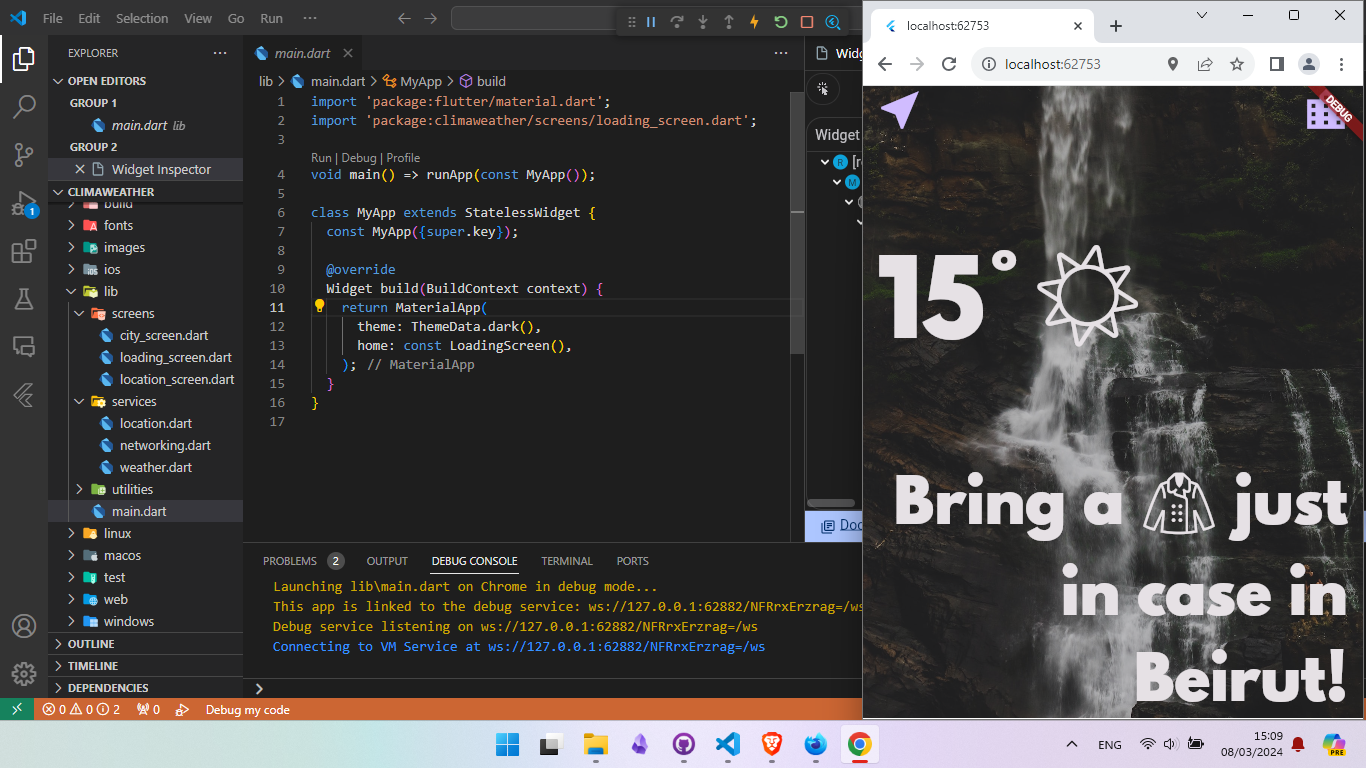 File Edit Selection View Go Run ···
EXPLORER
OPEN EDITORS
GROUP 1
main.dart lib
GROUP 2
Widget Inspector
CLIMAWEATHER
build
fonts
images
ios
lib
screens
city_screen.dart
loading_screen.dart
location_screen.dart
services
location.dart
networking.dart
weather.dart
utilities
main.dart
linux
macos
test
web
windows
OUTLINE
TIMELINE
DEPENDENCIES
1
main.dart
lib > main.dart > MyApp > build
1 import 'package:flutter/material.dart';
2 import 'package:climaweather/screens/loading_screen.dart';
3
Run | Debug | Profile
4 void main() => runApp(const MyApp());
5
6 class MyApp extends StatelessWidget {
7 const MyApp({super.key});
8
9 @override
10 Widget build(BuildContext context) {
11 return MaterialApp(
12 theme: ThemeData.dark(),
13 home: const LoadingScreen(),
14 ); // MaterialApp
15 }
16 }
17
Widget
R
M
PROBLEMS 2 OUTPUT DEBUG CONSOLE TERMINAL PORTS
Launching lib\main.dart on Chrome in debug mode...
This app is linked to the debug service: ws://127.0.0.1:62882/NFRrxErzrag=/ws
Debug service listening on ws://127.0.0.1:62882/NFRrxErzrag=/ws
Connecting to VM Service at ws://127.0.0.1:62882/NFRrxErzrag=/ws
0 0 2 0 Debug my code
localhost:62753
localhost:62753
DEBUG
15°
Bring a just
in case in
Beirut!
ENG
15:09
08/03/2024
PRE